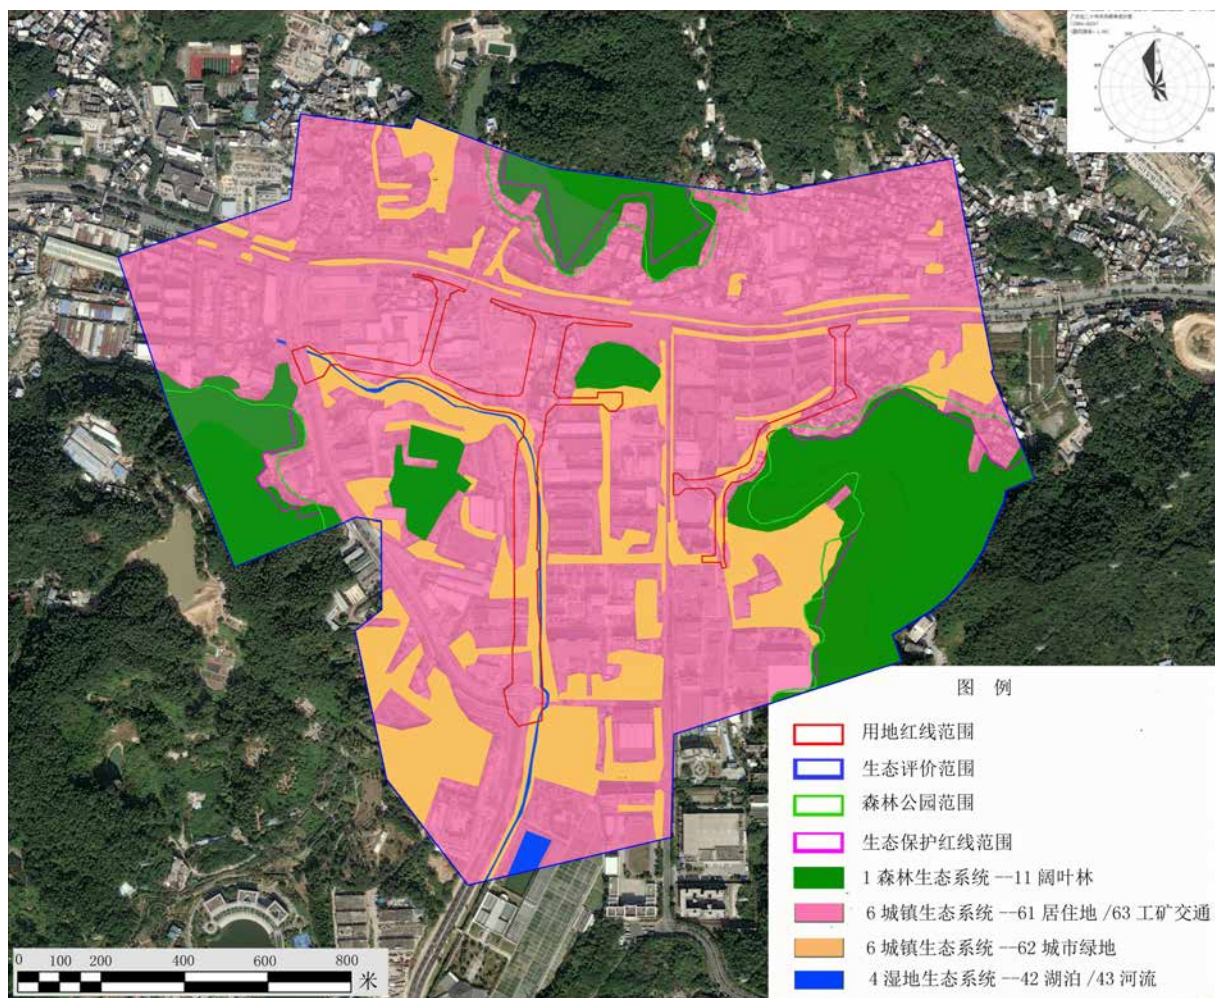 图 例
用地红线范围
生态评价范围
森林公园范围
生态保护红线范围
1 森林生态系统--11 阔叶林
6 城镇生态系统--61 居住地 /63 工矿交通
6 城镇生态系统--62 城市绿地
4 湿地生态系统--42 湖泊 /43 河流
0 100 200 400 600 800 米